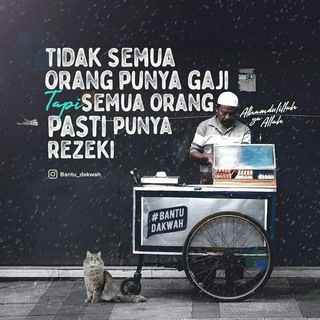 TIDAK SEMUA
ORANG PUNYA GAJI
Tapi SEMUA ORANG
PASTI PUNYA
REZEKI
Alhamdulillah
ya Allah
Bantu_dakwah
#BANTU
DAKWAH